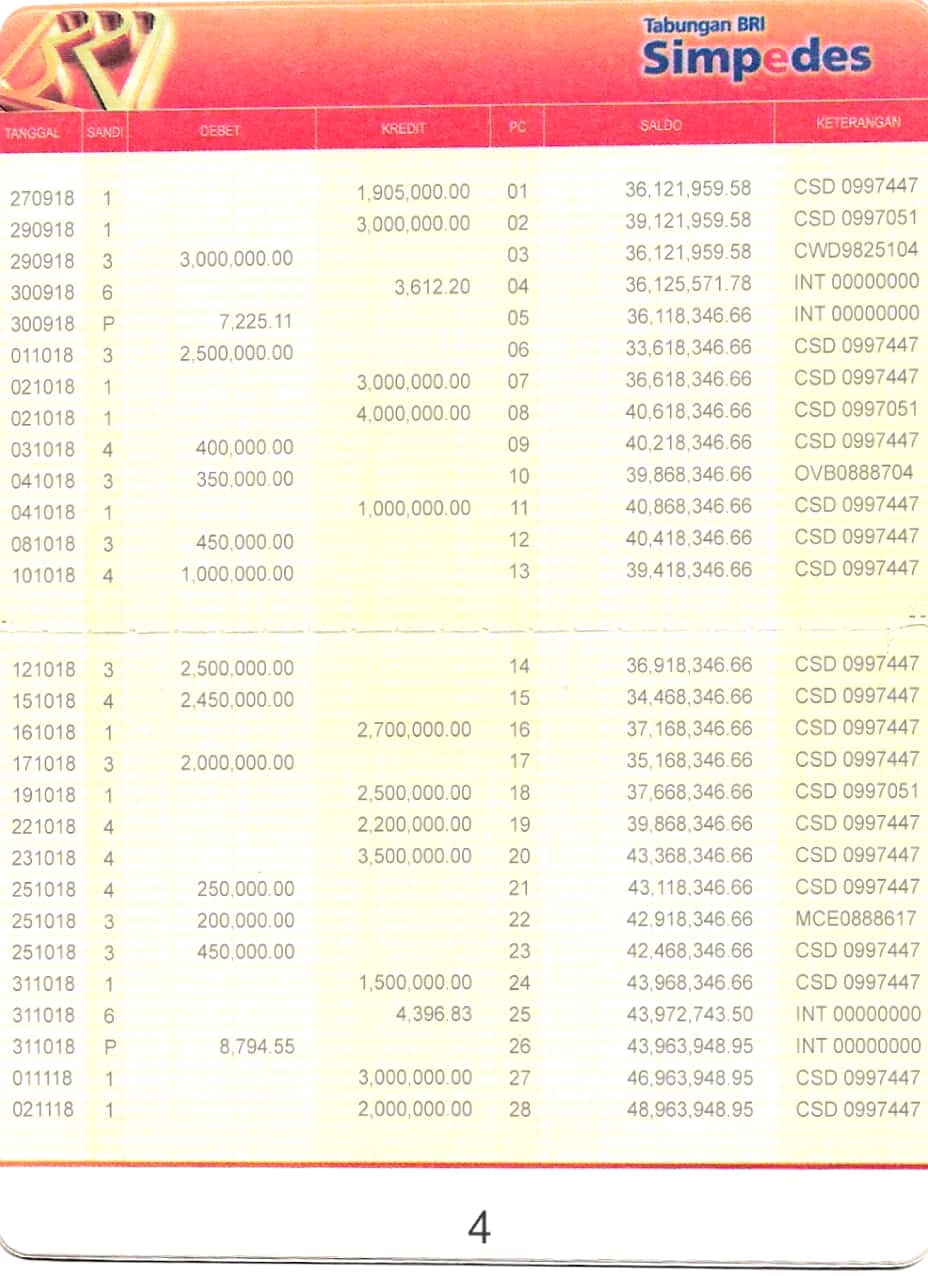 BRI
Tabungan BRI
Simpedes
TANGGAL SANDI DEBET KREDIT PC SALDO KETERANGAN
270918 1 1,905,000.00 01 36,121,959.58 CSD 0997447
290918 1 3,000,000.00 02 39,121,959.58 CSD 0997051
290918 3 3,000,000.00 03 36,121,959.58 CWD9825104
300918 6 3,612.20 04 36,125,571.78 INT 00000000
300918 P 7,225.11 05 36,118,346.66 INT 00000000
011018 3 2,500,000.00 06 33,618,346.66 CSD 0997447
021018 1 3,000,000.00 07 36,618,346.66 CSD 0997447
021018 1 4,000,000.00 08 40,618,346.66 CSD 0997051
031018 4 400,000.00 09 40,218,346.66 CSD 0997447
041018 3 350,000.00 10 39,868,346.66 OVB0888704
041018 1 1,000,000.00 11 40,868,346.66 CSD 0997447
081018 3 450,000.00 12 40,418,346.66 CSD 0997447
101018 4 1,000,000.00 13 39,418,346.66 CSD 0997447
121018 3 2,500,000.00 14 36,918,346.66 CSD 0997447
151018 4 2,450,000.00 15 34,468,346.66 CSD 0997447
161018 1 2,700,000.00 16 37,168,346.66 CSD 0997447
171018 3 2,000,000.00 17 35,168,346.66 CSD 0997447
191018 1 2,500,000.00 18 37,668,346.66 CSD 0997051
221018 4 2,200,000.00 19 39,868,346.66 CSD 0997447
231018 4 3,500,000.00 20 43,368,346.66 CSD 0997447
251018 4 250,000.00 21 43,118,346.66 CSD 0997447
251018 3 200,000.00 22 42,918,346.66 MCE0888617
251018 3 450,000.00 23 42,468,346.66 CSD 0997447
311018 1 1,500,000.00 24 43,968,346.66 CSD 0997447
311018 6 4,396.83 25 43,972,743.50 INT 00000000
311018 P 8,794.55 26 43,963,948.95 INT 00000000
011118 1 3,000,000.00 27 46,963,948.95 CSD 0997447
021118 1 2,000,000.00 28 48,963,948.95 CSD 0997447
4